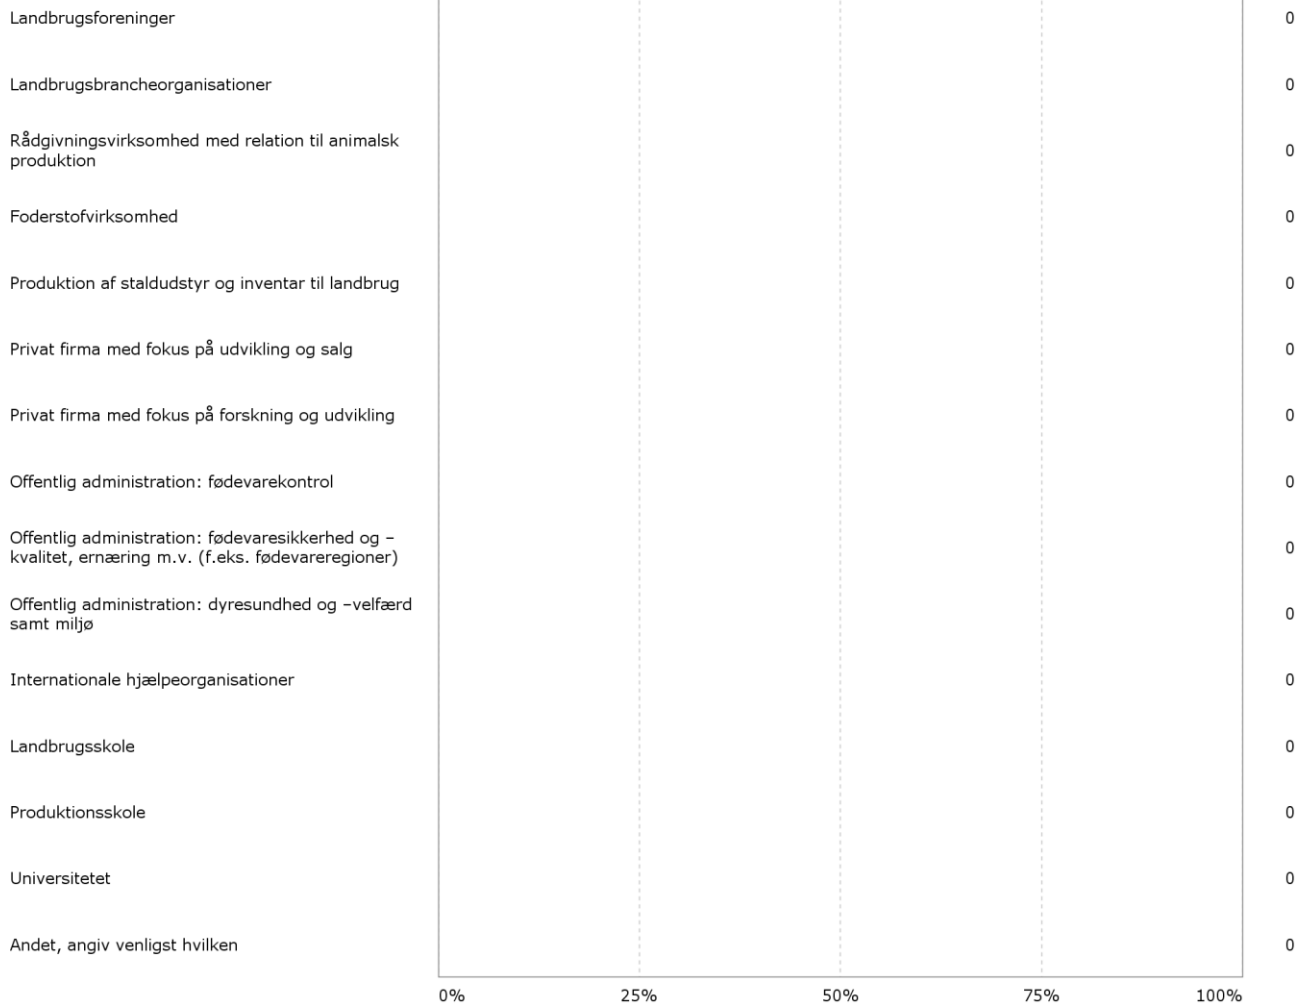 Landbrugsforeninger 0
Landbrugsbrancheorganisationer 0
Rådgivningsvirksomhed med relation til animalsk
produktion 0
Foderstofvirksomhed 0
Produktion af staldudstyr og inventar til landbrug 0
Privat firma med fokus på udvikling og salg 0
Privat firma med fokus på forskning og udvikling 0
Offentlig administration: fødevarekontrol 0
Offentlig administration: fødevaresikkerhed og –
kvalitet, ernæring m.v. (f.eks. fødevareregioner) 0
Offentlig administration: dyresundhed og –velfærd
samt miljø 0
Internationale hjælpeorganisationer 0
Landbrugsskole 0
Produktionsskole 0
Universitetet 0
Andet, angiv venligst hvilken 0
0% 25% 50% 75% 100%